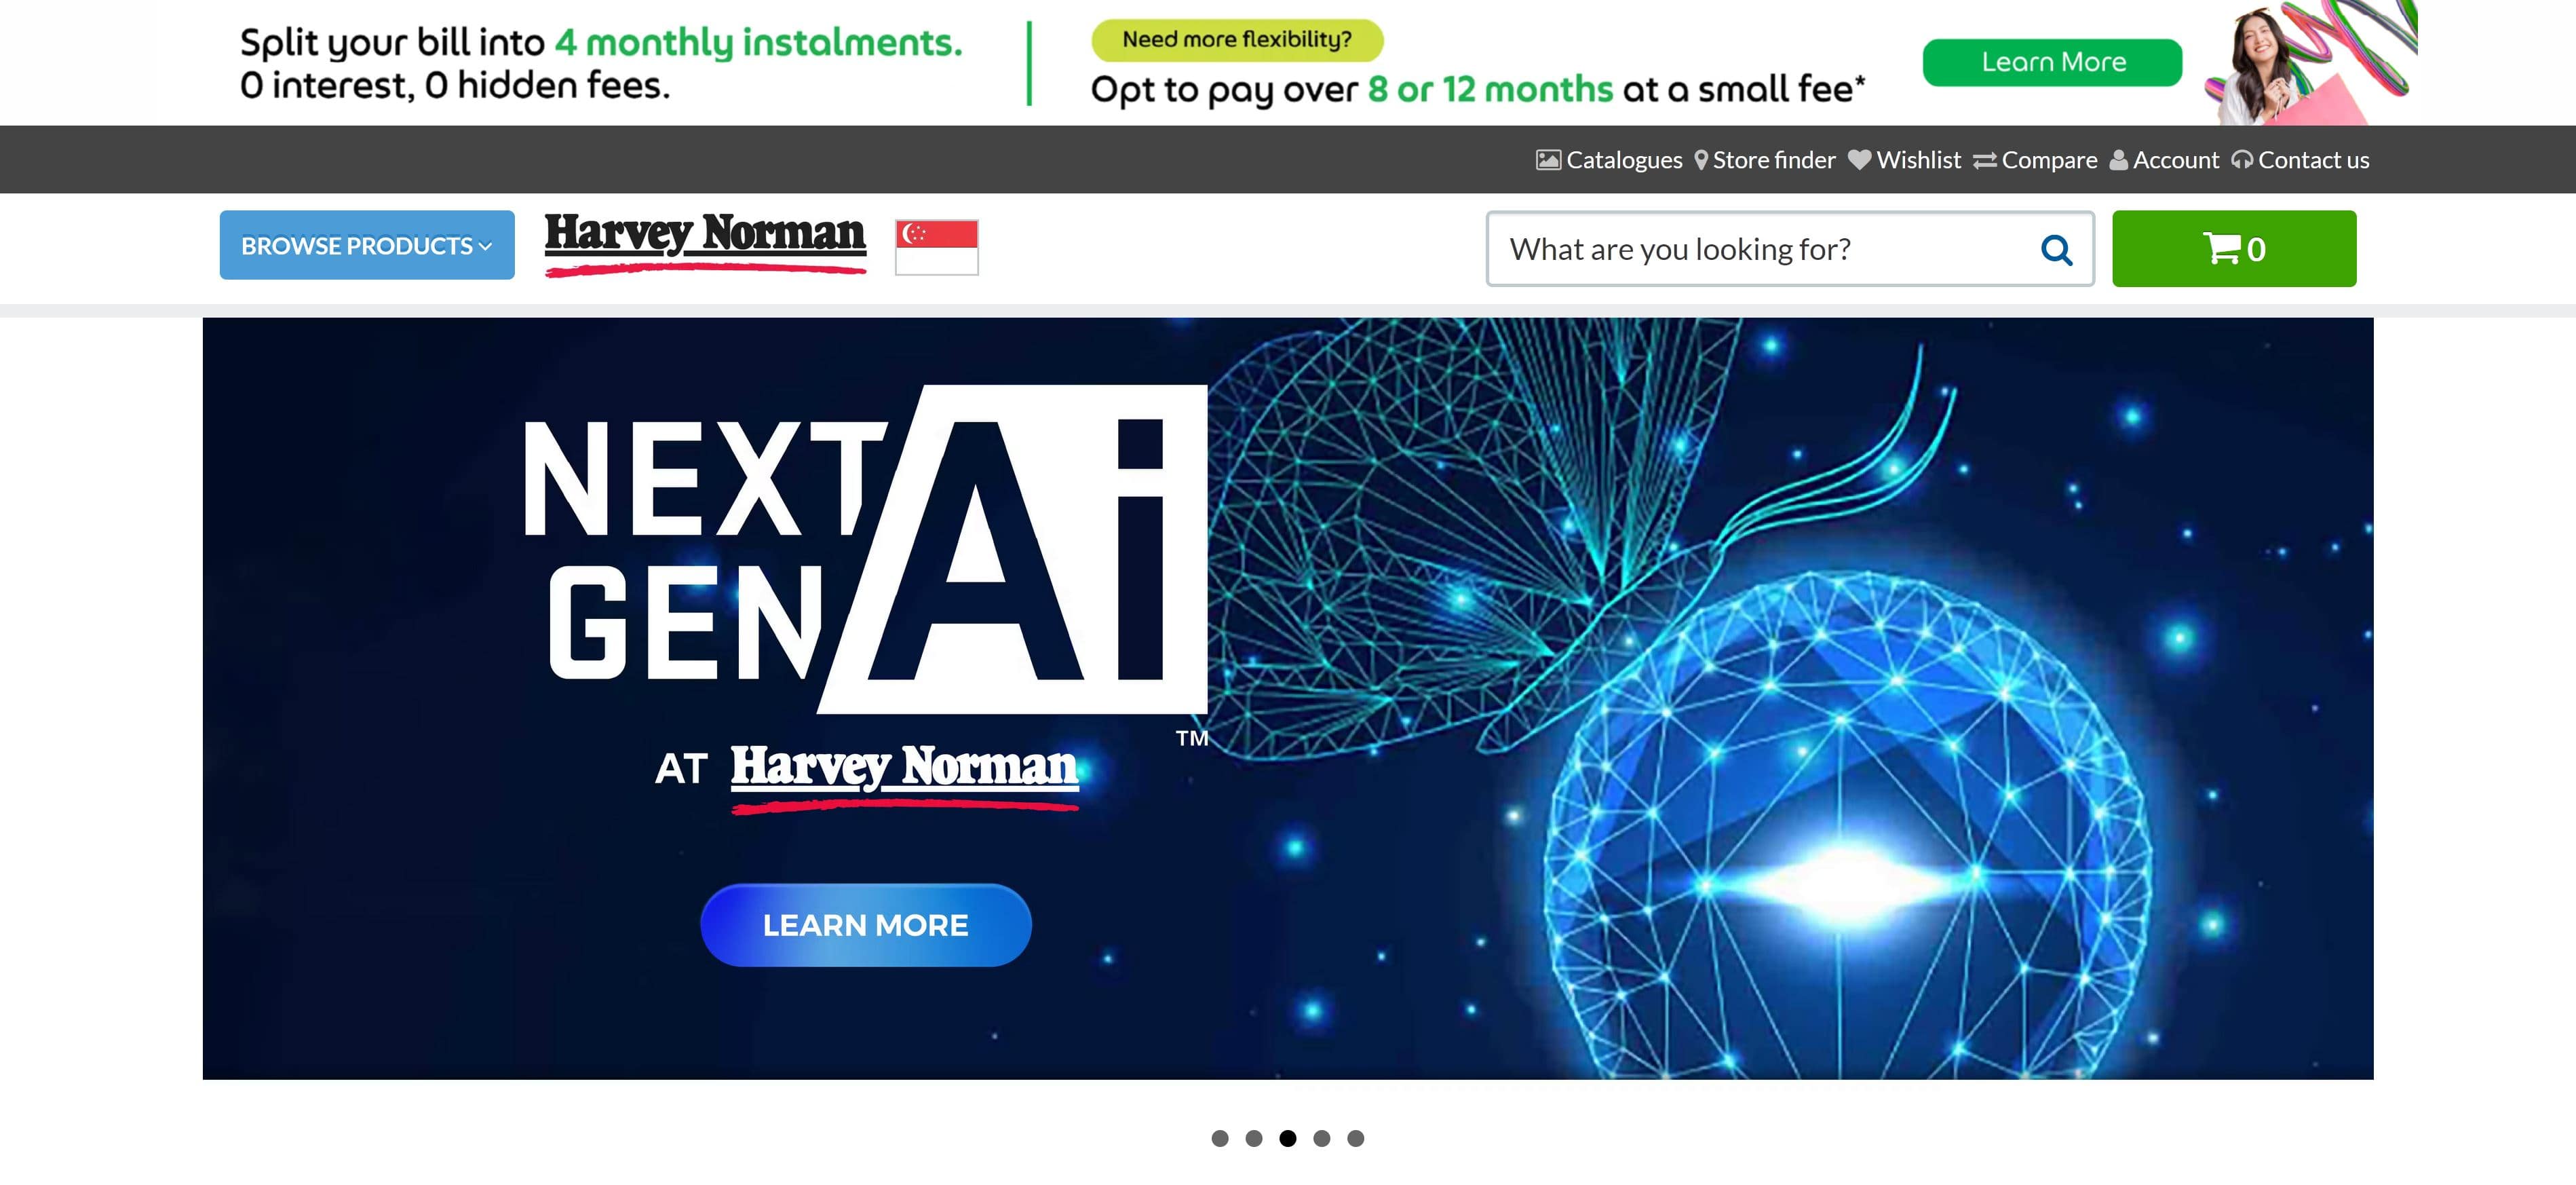 Split your bill into 4 monthly instalments.
0 interest, 0 hidden fees.
Need more flexibility?
Opt to pay over 8 or 12 months at a small fee*
Learn More
Catalogues Store finder Wishlist Compare Account Contact us
BROWSE PRODUCTS
Harvey Norman
What are you looking for?
0
NEXT
GEN
Ai
TM
AT Harvey Norman
LEARN MORE